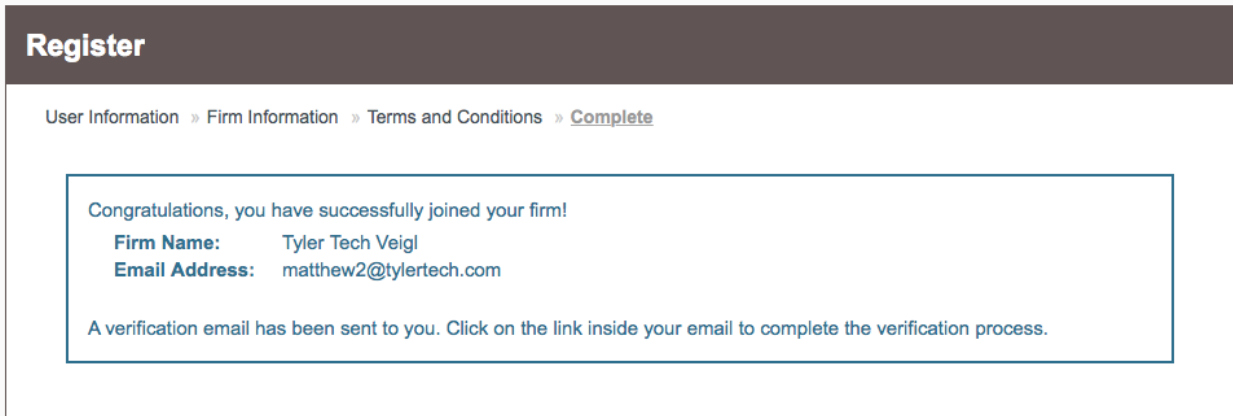 Register
User Information » Firm Information » Terms and Conditions » Complete
Congratulations, you have successfully joined your firm!
Firm Name: Tyler Tech Veigl
Email Address: matthew2@tylertech.com
A verification email has been sent to you. Click on the link inside your email to complete the verification process.